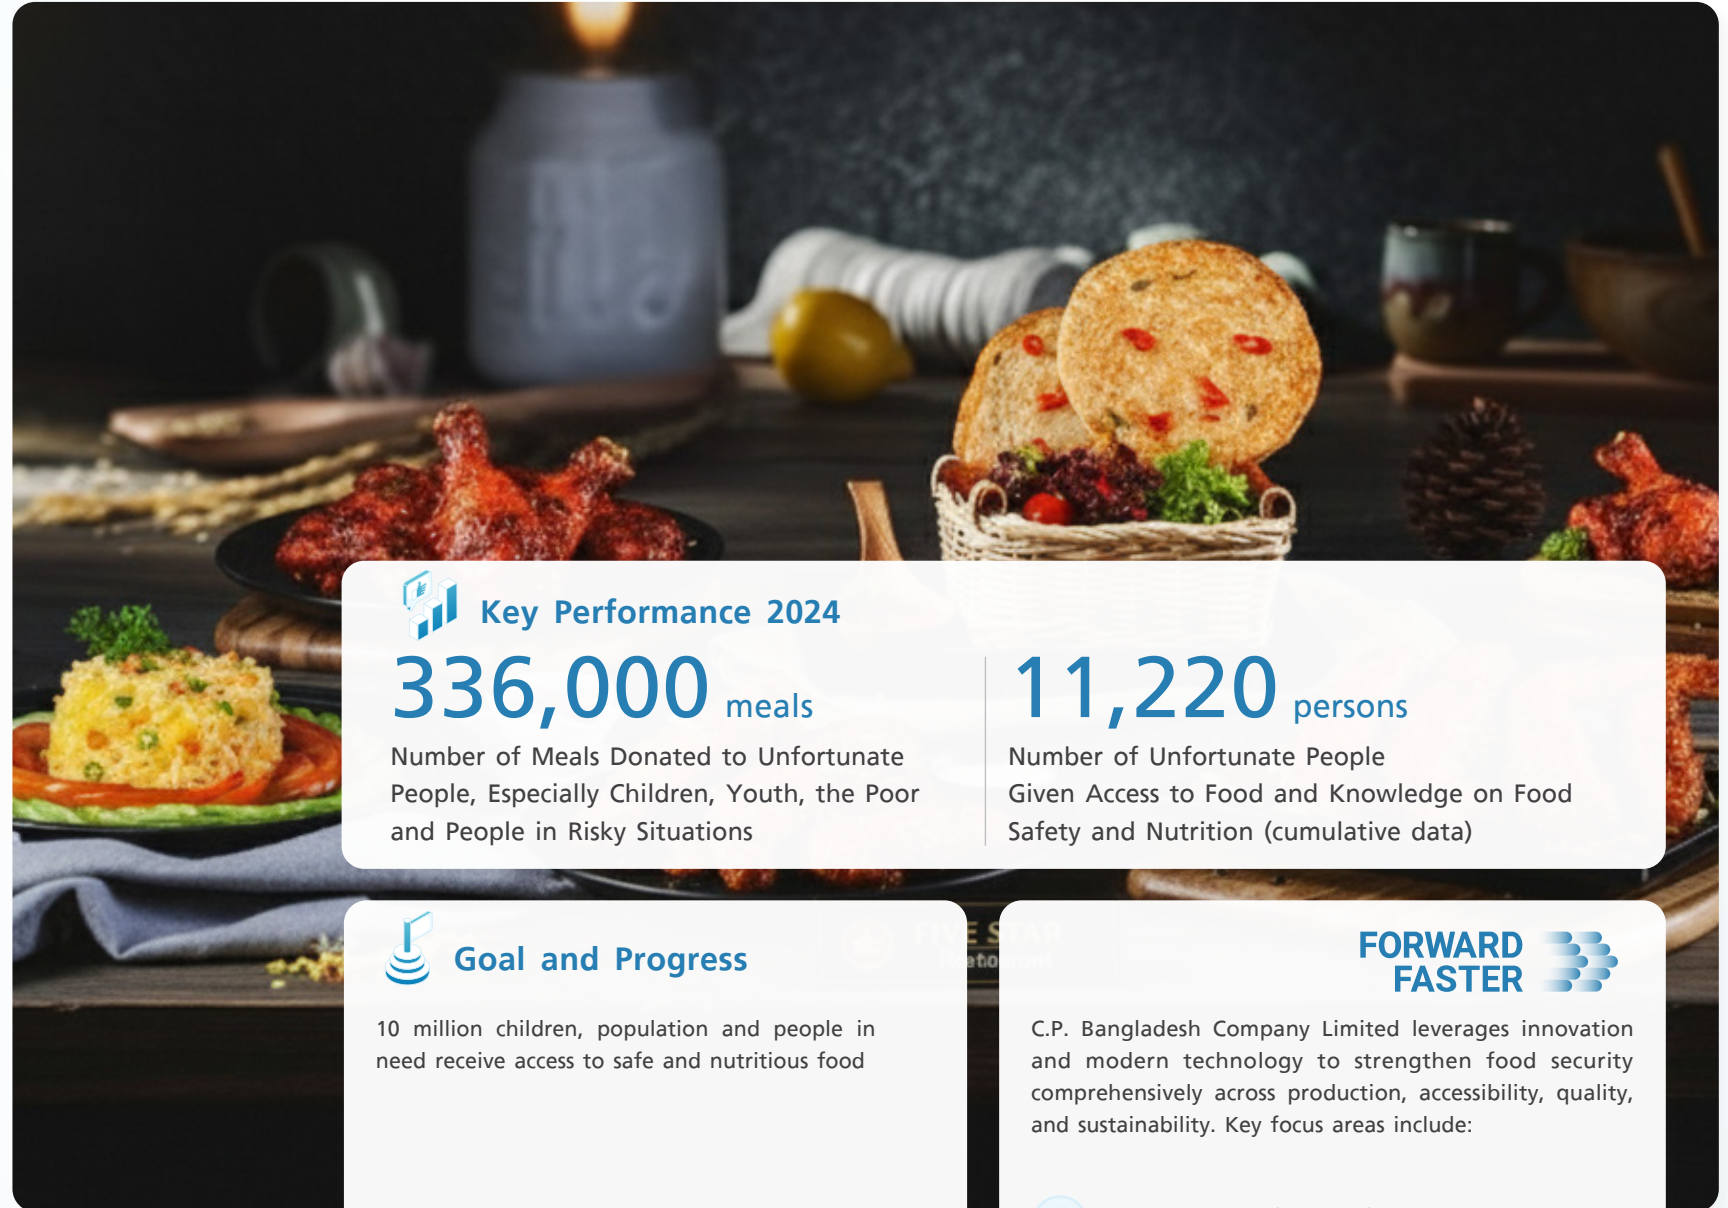 Key Performance 2024
336,000 meals
Number of Meals Donated to Unfortunate
People, Especially Children, Youth, the Poor
and People in Risky Situations
11,220 persons
Number of Unfortunate People
Given Access to Food and Knowledge on Food
Safety and Nutrition (cumulative data)
Goal and Progress
10 million children, population and people in
need receive access to safe and nutritious food
FIVE STAR
FORWARD
FASTER
C.P. Bangladesh Company Limited leverages innovation
and modern technology to strengthen food security
comprehensively across production, accessibility, quality,
and sustainability. Key focus areas include: